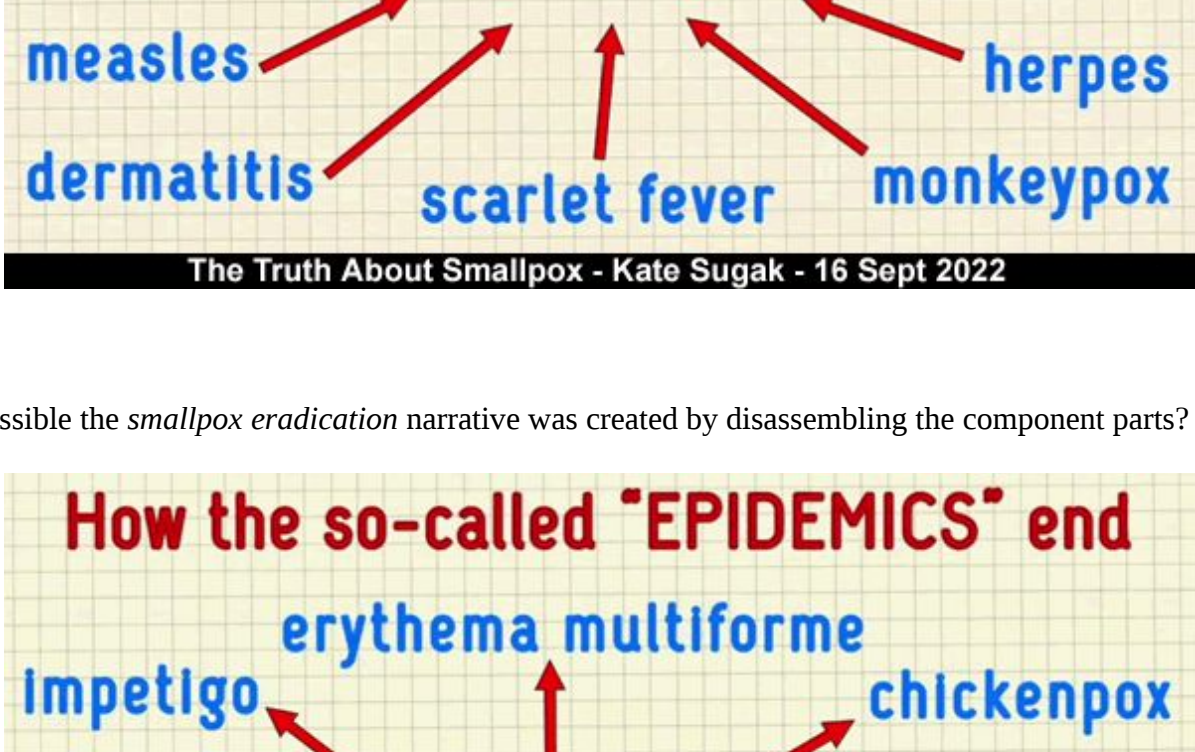 measles
herpes
dermatitis
scarlet fever
monkeypox
The Truth About Smallpox - Kate Sugak - 16 Sept 2022
the smallpox eradication narrative was created by disassembling the component parts?
How the so-called “EPIDEMICS” end
erythema multiforme
impetigo
chickenpox